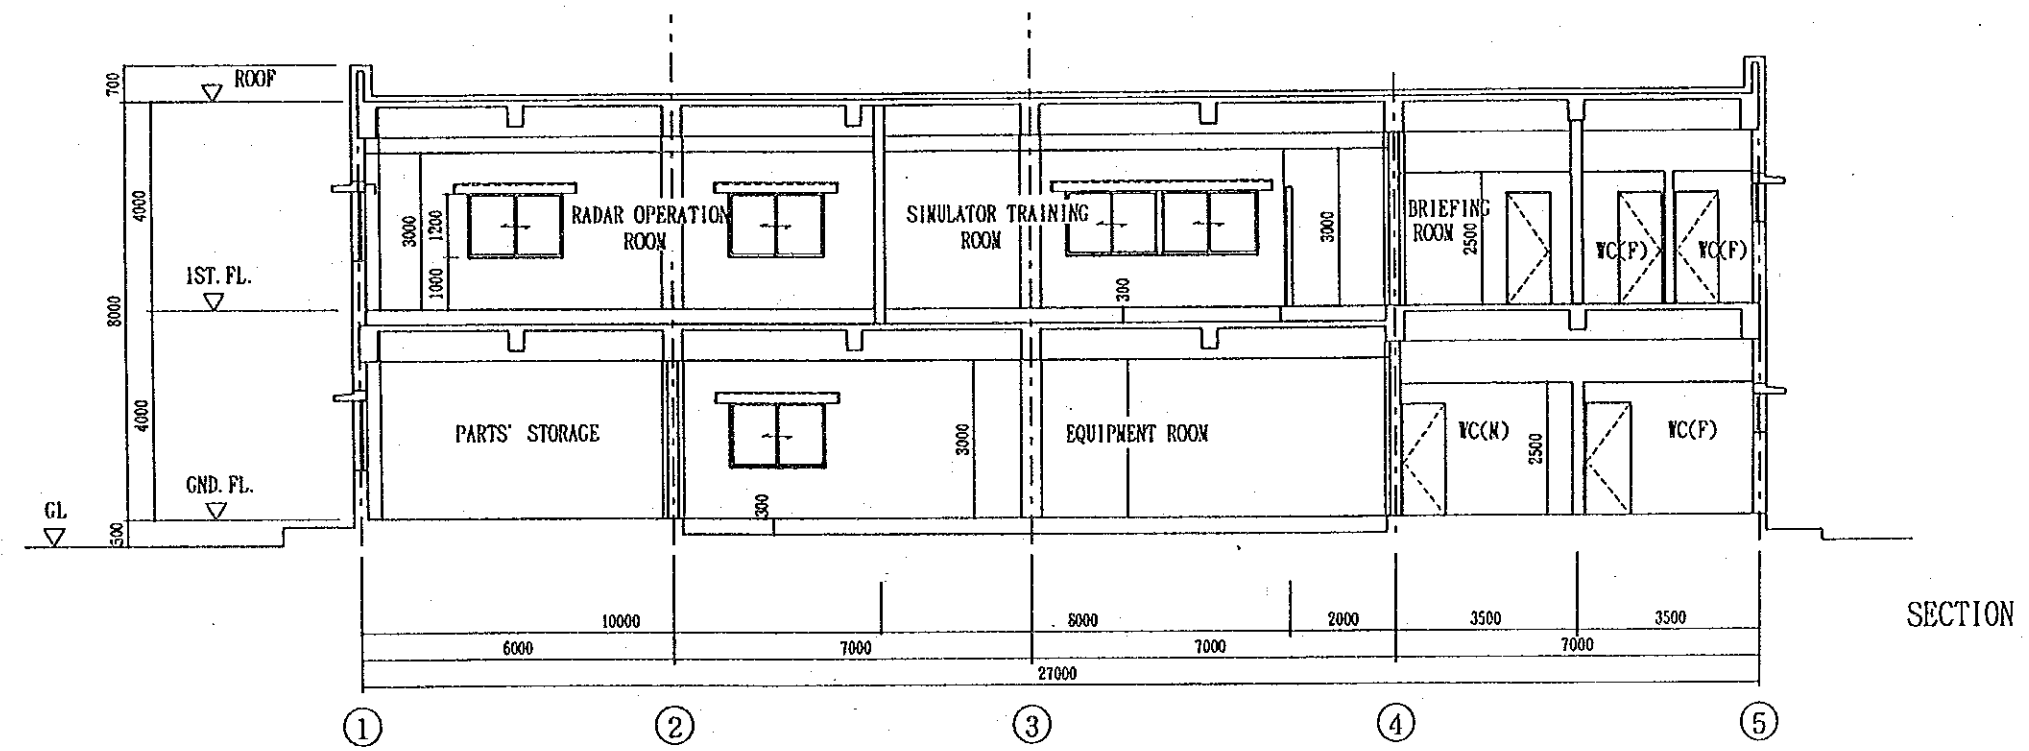 ROOF
700
4000
1ST. FL.
8000
4000
GND. FL.
GL
500
3000
1200
1000
RADAR OPERATION
ROOM
SIMULATOR TRAINING
ROOM
300
3000
BRIEFING
ROOM
2500
WC(F)
WC(F)
PARTS' STORAGE
300
3000
EQUIPMENT ROOM
WC(M)
2500
WC(F)
10000
8000
2000
3500
3500
6000
7000
7000
7000
27000
SECTION
1
2
3
4
5